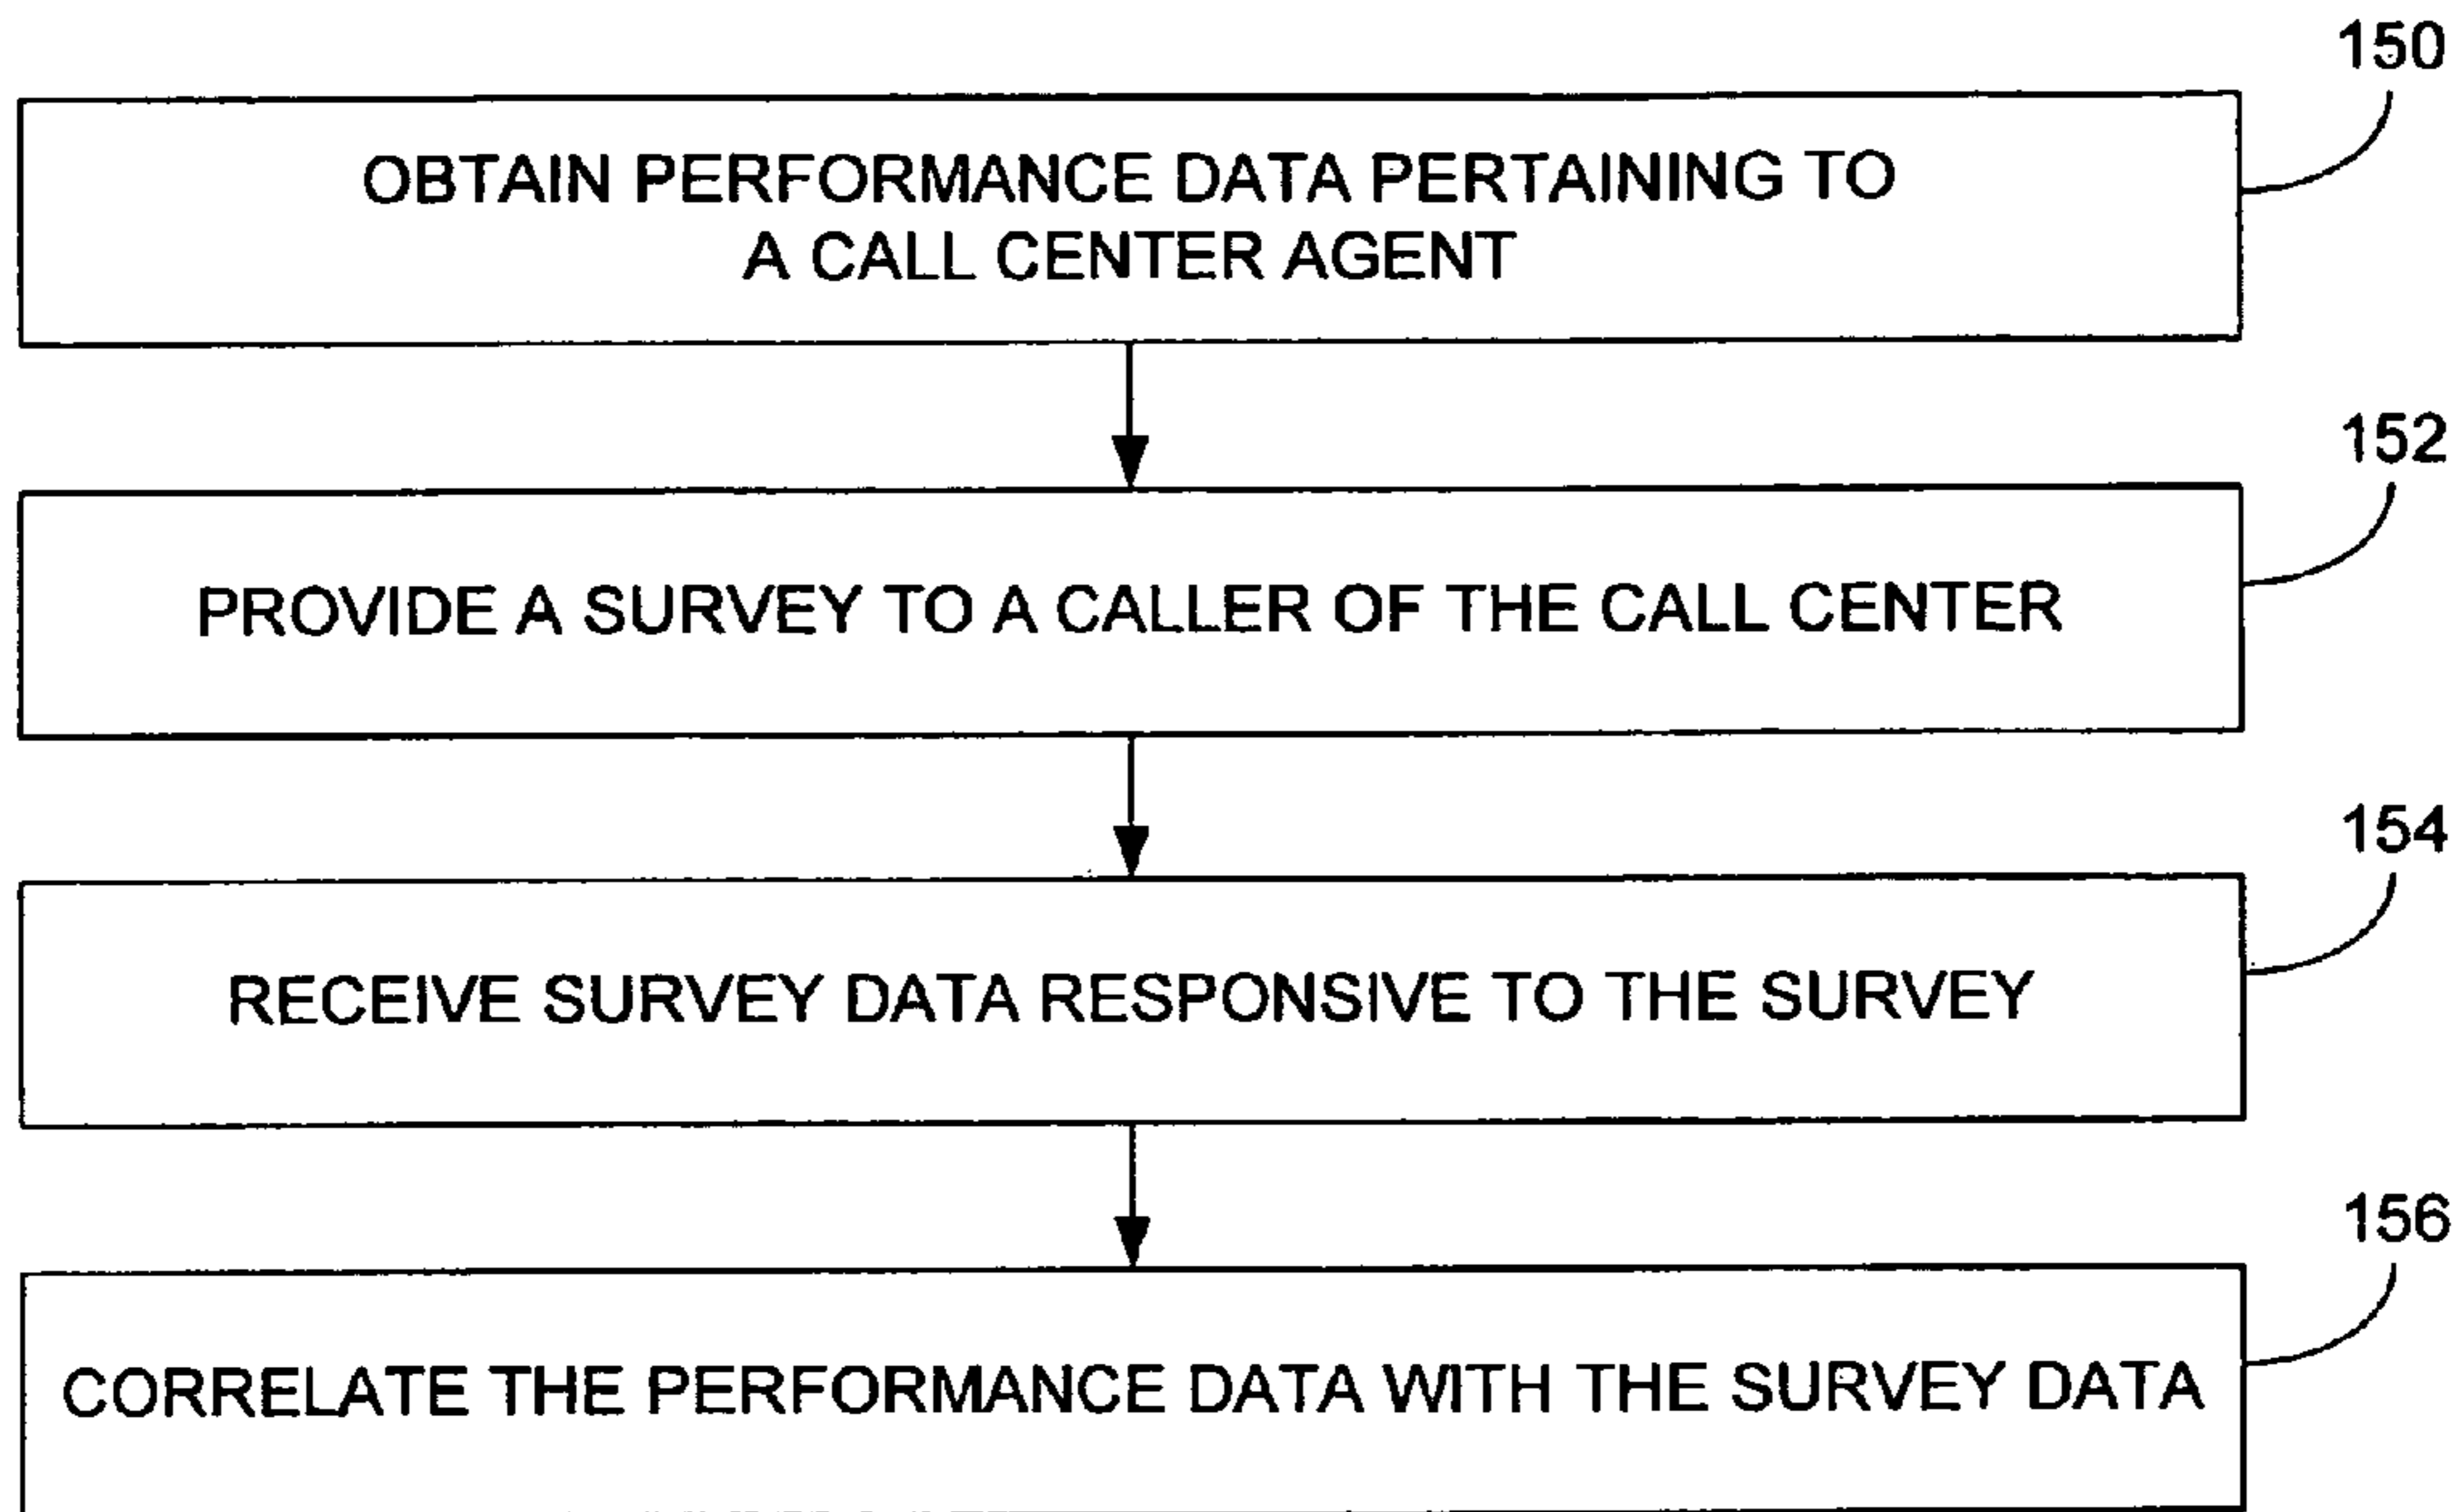 150
OBTAIN PERFORMANCE DATA PERTAINING TO
A CALL CENTER AGENT
152
PROVIDE A SURVEY TO A CALLER OF THE CALL CENTER
154
RECEIVE SURVEY DATA RESPONSIVE TO THE SURVEY
156
CORRELATE THE PERFORMANCE DATA WITH THE SURVEY DATA